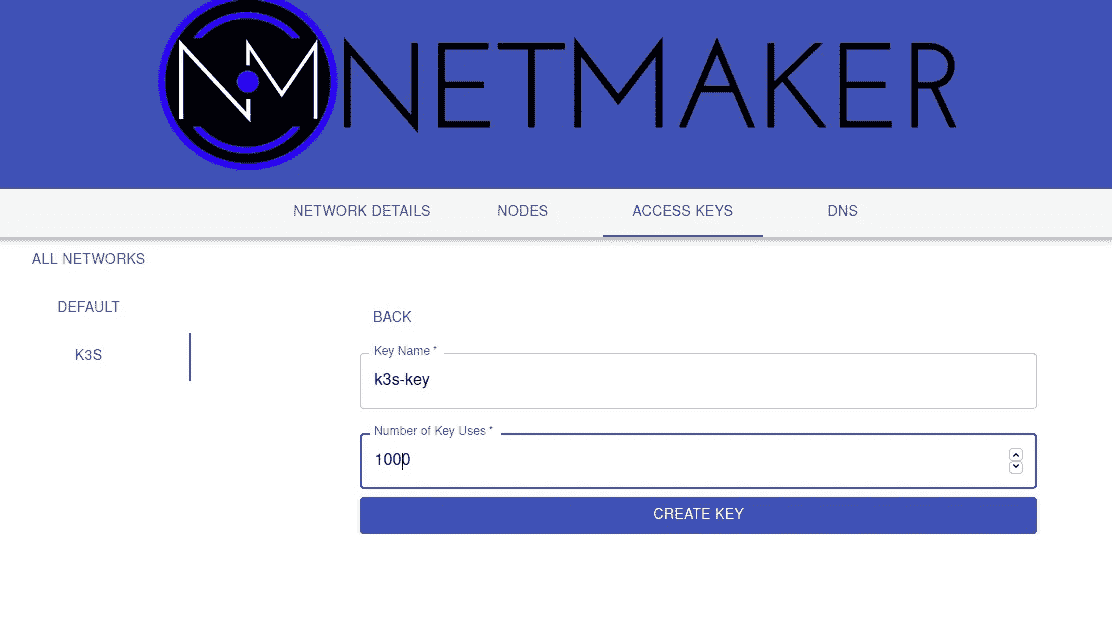 NM NETMAKER
NETWORK DETAILS NODES ACCESS KEYS DNS
ALL NETWORKS
DEFAULT
K3S
BACK
Key Name *
k3s-key
Number of Key Uses *
1000
CREATE KEY